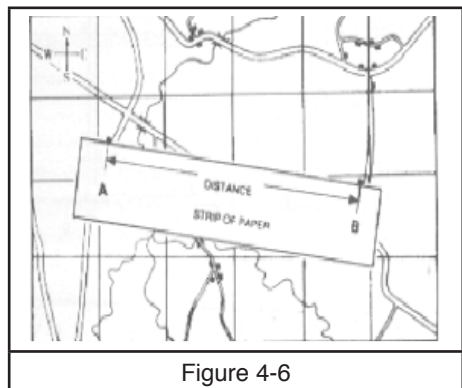 N
W E
S
A
DISTANCE
STRIP OF PAPER
B
Figure 4-6